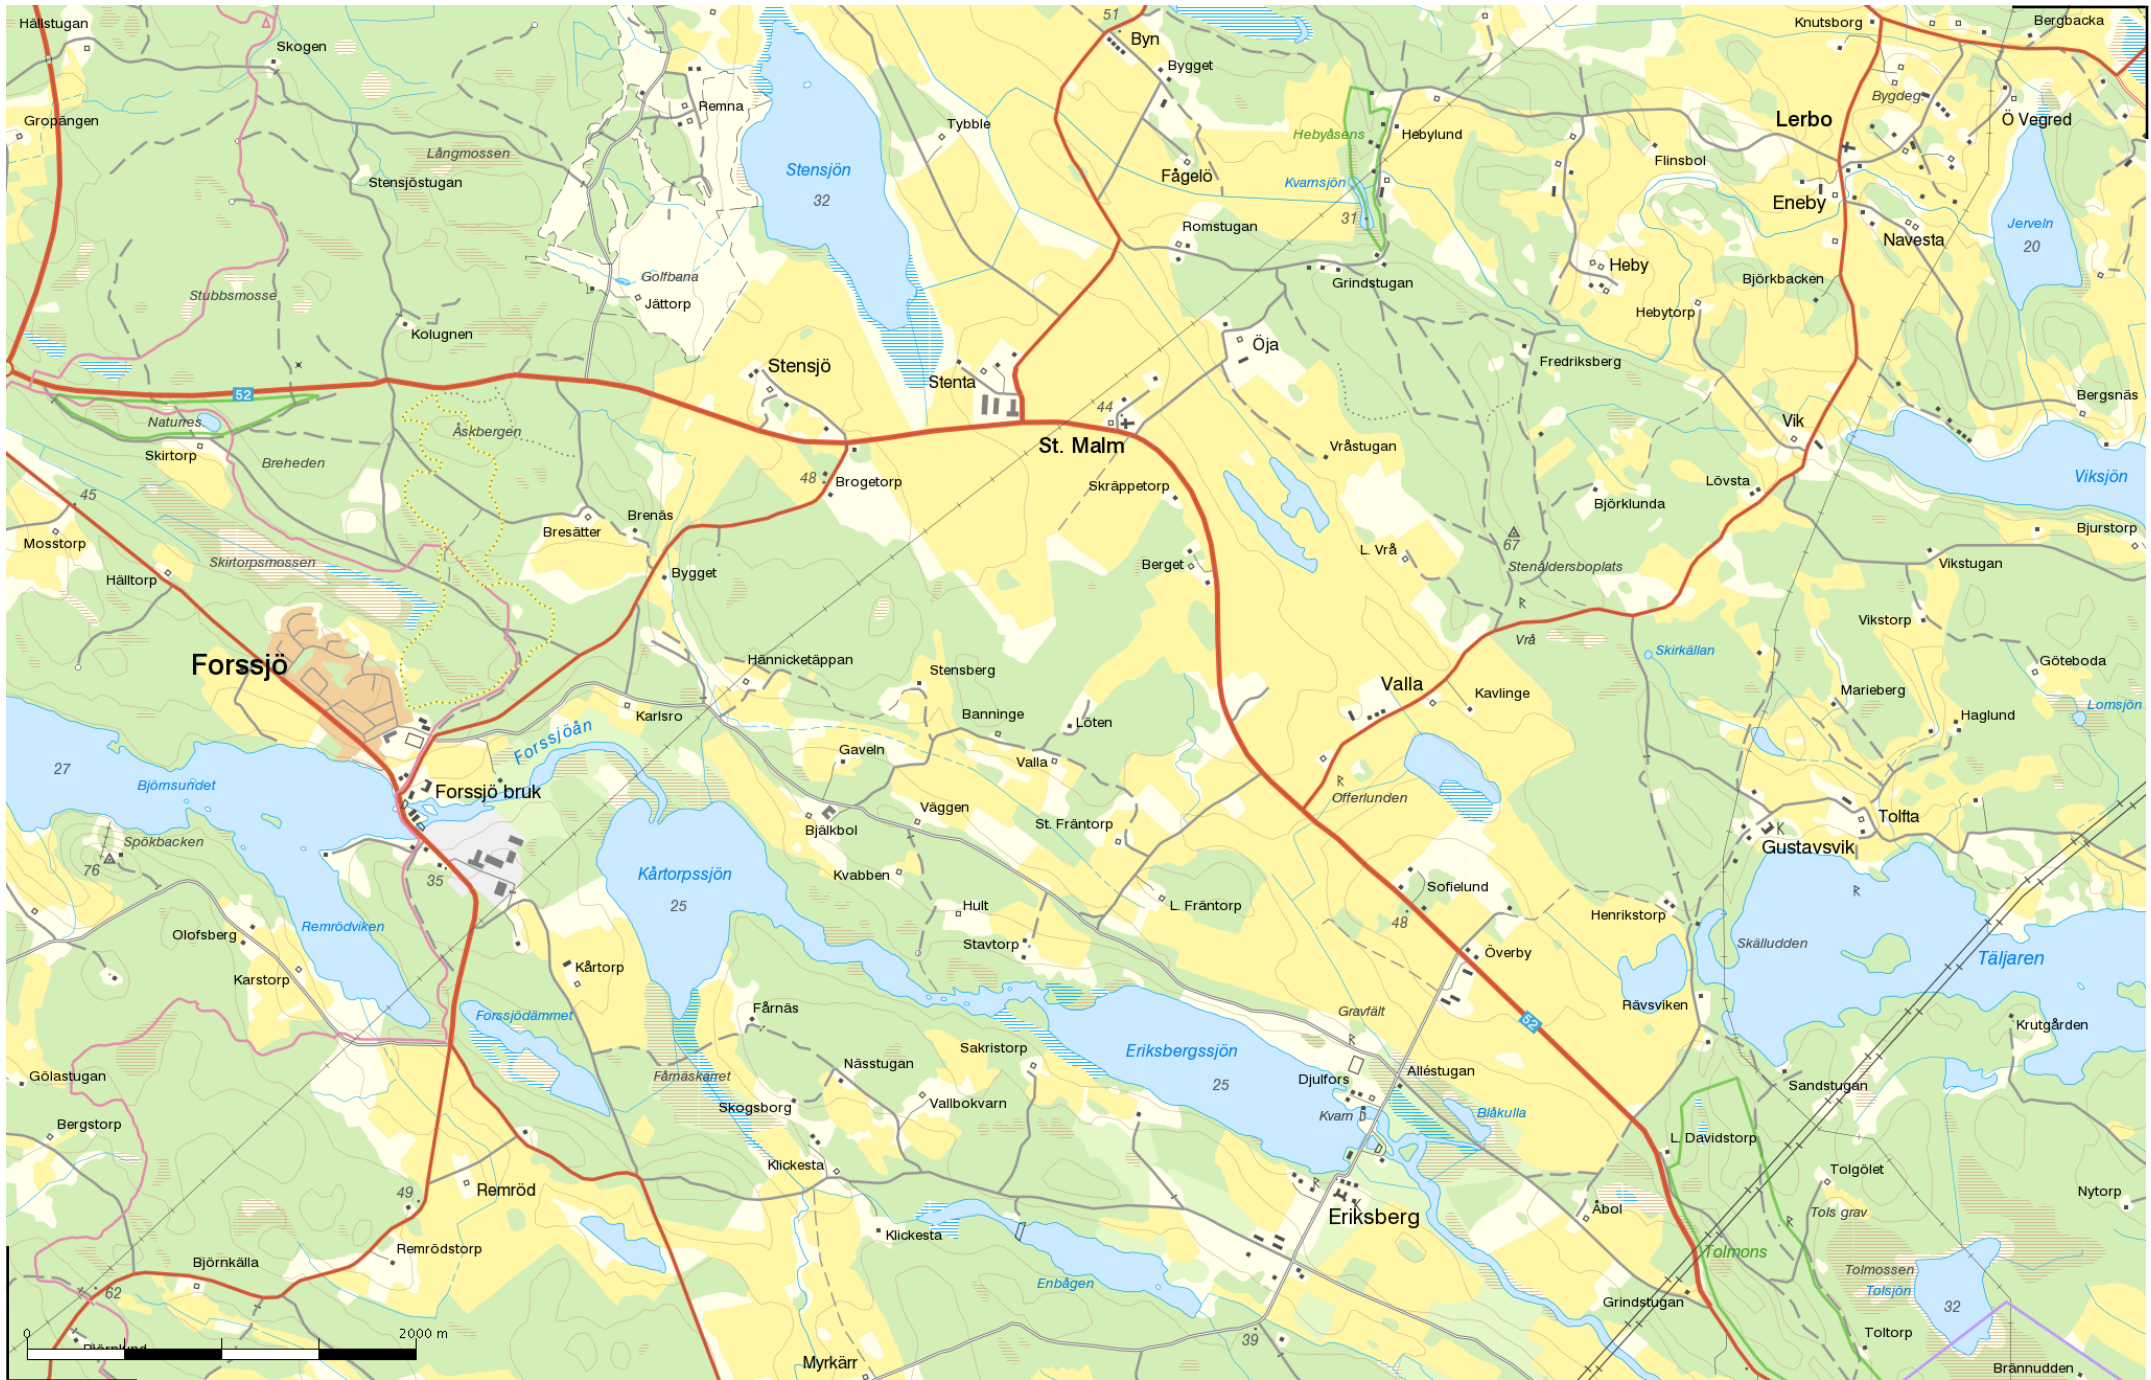 Hällstugan
Skogen
51
Byn
Knutsborg
Bergbacka
Bygget
Gropängen
Remna
Tybble
Hebyåsens
Hebylund
Lerbo
Bygdeg.
Ö Vegred
Långmossen
Stensjöstugan
Stensjön
32
Fågelö
Kvarnsjön
31
Flinsbol
Eneby
Romstugan
Navesta
Jerveln
20
Golfbana
Jättorp
Stubbsmosse
Grindstugan
Heby
Björkbacken
Hebytorp
Kolugnen
Öja
Fredriksberg
Stensjö
Stenta
52
44
Naturres.
Åskbergen
St. Malm
Vråstugan
Vik
Bergsnäs
Skirtorp
Breheden
48
Brogetorp
Skräppetorp
Lövsta
Viksjön
45
Björklunda
Mosstorp
Brenäs
Bresätter
67
Bjurstorp
Skirtorpsmossen
Hälltorp
Bygget
Berget
L. Vrå
Stenåldersboplats
Vikstugan
R
Vrå
Vikstorp
Forssjö
Hännicketäppan
Stensberg
Skirkällan
Göteboda
Valla
Kavlinge
Marieberg
Lomsjön
Karlsro
Banninge
Löten
Haglund
Forssjöån
Gaveln
Valla
27
Björnsundet
Forssjö bruk
R
Offerlunden
Väggen
Bjälkbol
St. Fräntorp
Tolfta
K
Gustavsvik
Spökbacken
76
35
Kårtorpssjön
25
Kvabben
Sofielund
R
L. Fräntorp
Hult
48
Henrikstorp
Remrödviken
Olofsberg
Stavtorp
Överby
Skälludden
Täljaren
Karstorp
Kårtorp
Fårnäs
Rävsviken
Forssjödämmet
Gravfält
52
R
Krutgården
Sakristorp
Eriksbergssjön
25
Nässtugan
Gölastugan
Fårnäskärret
Djulfors
Alléstugan
Sandstugan
Skogsborg
Vallbokvarn
Kvarn
Blåkulla
Bergstorp
L. Davidstorp
Klickesta
Tolgölet
49
Remröd
R
Nytorp
Eriksberg
Åbol
Tols grav
R
Klickesta
Remrödstorp
Tolmons
Björnkälla
Tolmossen
Enbågen
Tolsjön
62
Grindstugan
32
0
2000 m
Björnlund
39
Toltorp
Myrkärr
Brännudden